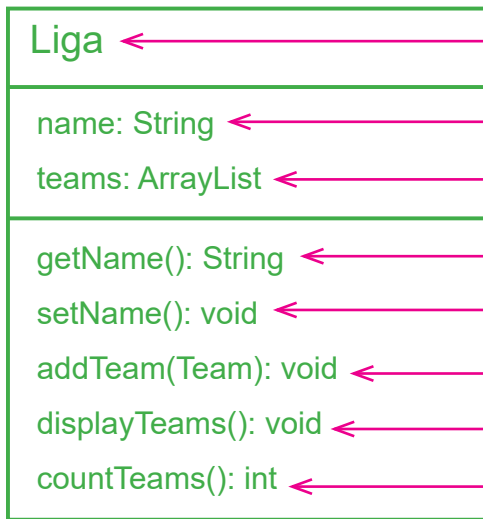 Liga
name: String
teams: ArrayList
getName(): String
setName(): void
addTeam(Team): void
displayTeams(): void
countTeams(): int